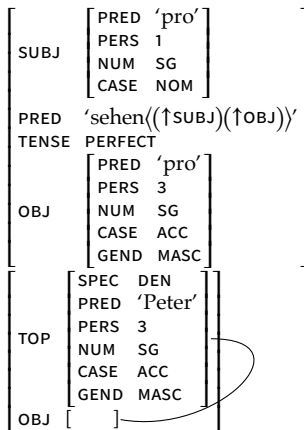 PRED 'pro'
PERS 1
SUBJ
NUM SG
CASE NOM
PRED 'sehen⟨(↑SUBJ)(↑OBJ)⟩'
TENSE PERFECT
PRED 'pro'
PERS 3
OBJ NUM SG
CASE ACC
GEND MASC
SPEC DEN
PRED 'Peter'
PERS 3
TOP
NUM SG
CASE ACC
GEND MASC
OBJ [ ]